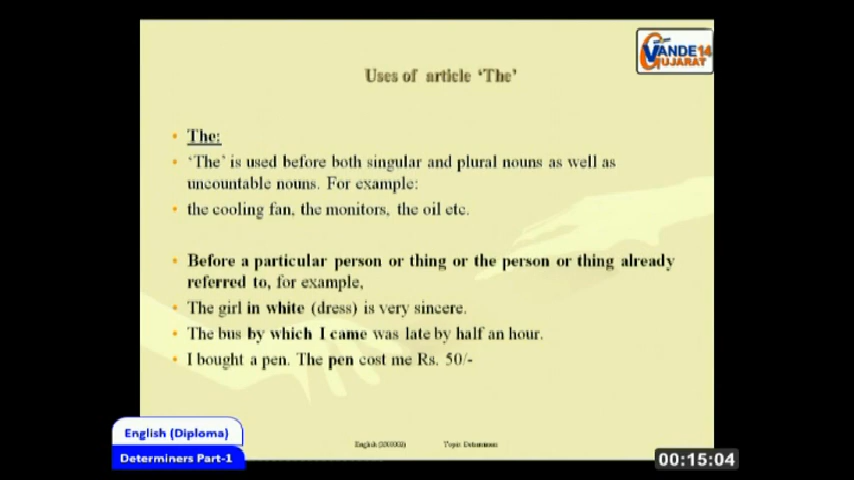 Uses of article ‘The’
VANDE 14
GUJARAT
• The:
• ‘The’ is used before both singular and plural nouns as well as
uncountable nouns. For example:
• the cooling fan, the monitors, the oil etc.
• Before a particular person or thing or the person or thing already
referred to, for example,
• The girl in white (dress) is very sincere.
• The bus by which I came was late by half an hour.
• I bought a pen. The pen cost me Rs. 50/-
English Topic: Determiners
English (Diploma)
Determiners Part-1
00:15:04